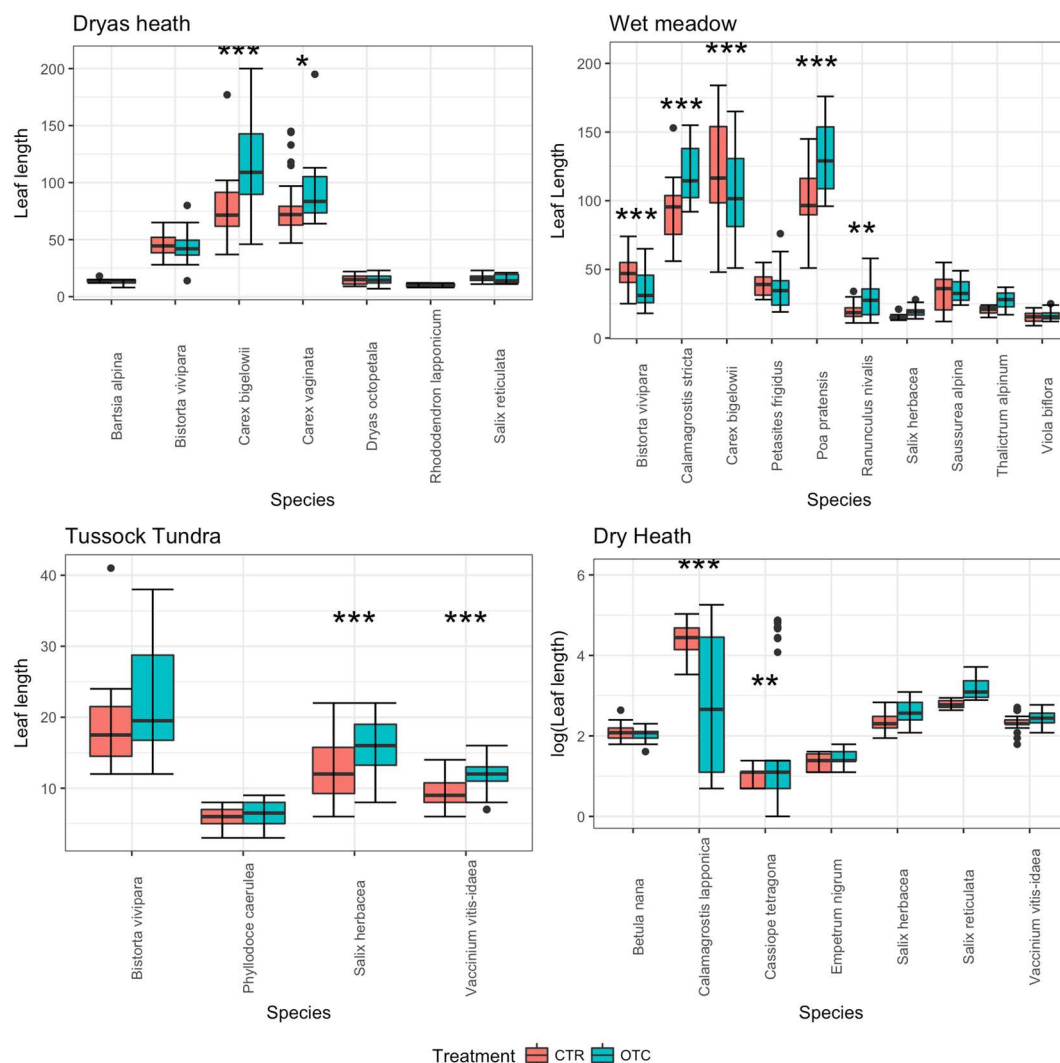 Dryas heath
***
*
200
150
100
50
0
Leaf length
Bartsia alpina
Bistorta vivipara
Carex bigelowii
Carex vaginata
Dryas octopetala
Rhododendron lapponicum
Salix reticulata
Species
Wet meadow
***
***
***
***
**
200
150
100
50
0
Leaf Length
Bistorta vivipara
Calamagrostis stricta
Carex bigelowii
Petasites frigidus
Poa pratensis
Ranunculus nivalis
Salix herbacea
Saussurea alpina
Thalictrum alpinum
Viola biflora
Species
Tussock Tundra
***
***
40
30
20
10
Leaf length
Bistorta vivipara
Phyllodoce caerulea
Salix herbacea
Vaccinium vitis-idaea
Species
Dry Heath
***
**
6
4
2
0
log(Leaf length)
Betula nana
Calamagrostis lapponica
Cassiope tetragona
Empetrum nigrum
Salix herbacea
Salix reticulata
Vaccinium vitis-idaea
Species
Treatment CTR OTC